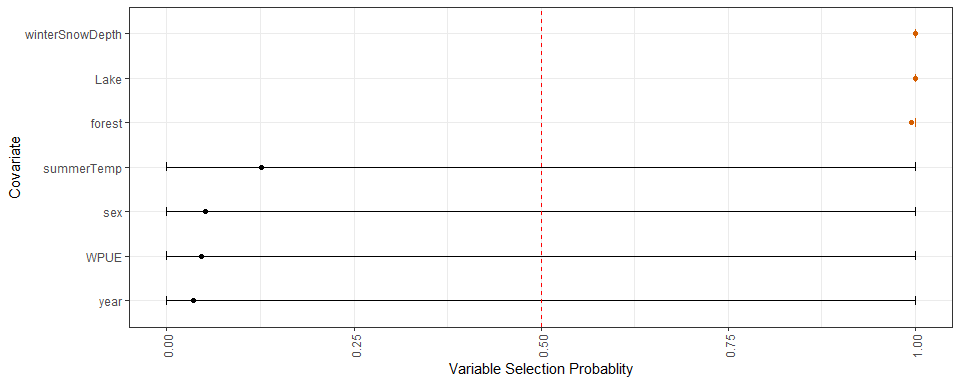 winterSnowDepth
Lake
forest
summerTemp
sex
WPUE
year
Covariate
0.00
0.25
0.50
0.75
1.00
Variable Selection Probablity